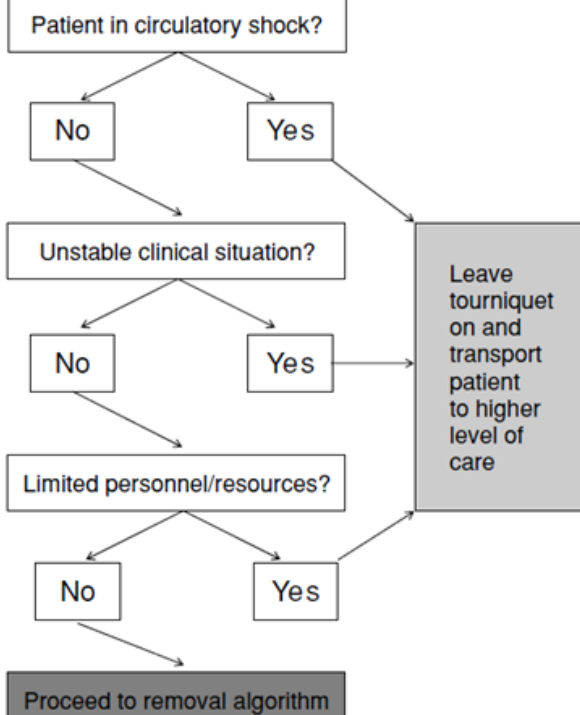 Patient in circulatory shock?
No
Yes
Unstable clinical situation?
No
Yes
Leave
tourniquet
on and
transport
patient
to higher
level of
care
Limited personnel/resources?
No
Yes
Proceed to removal algorithm